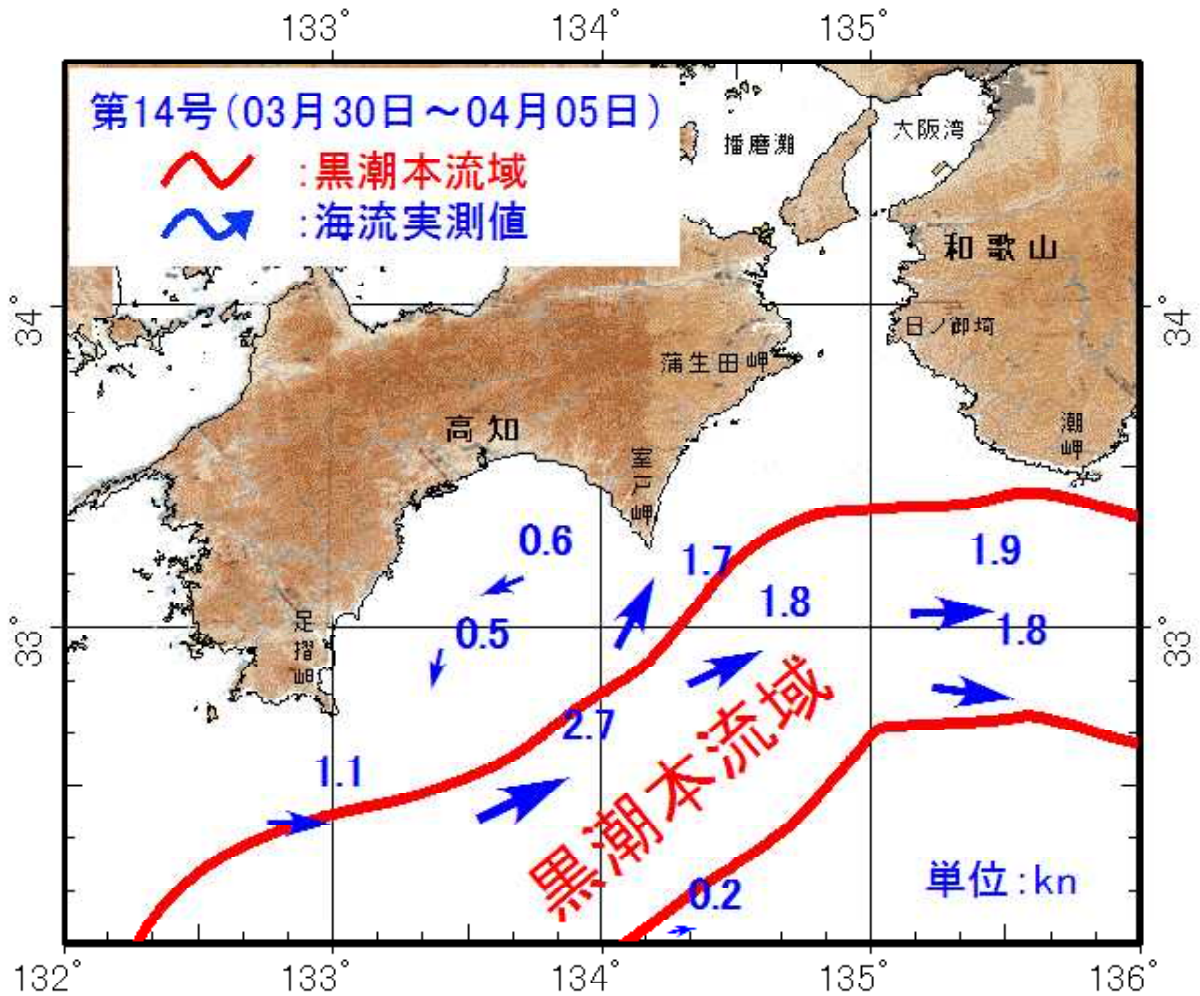 133°
134°
135°
第14号(03月30日～04月05日)
:黒潮本流域
:海流実測値
播磨灘
大阪湾
和歌山
34°
34°
日ノ御埼
蒲生田岬
高知
潮岬
室戸岬
0.6
1.7
1.9
1.8
足摺岬
0.5
1.8
33°
33°
2.7
黒潮本流域
1.1
0.2
単位:kn
132°
133°
134°
135°
136°